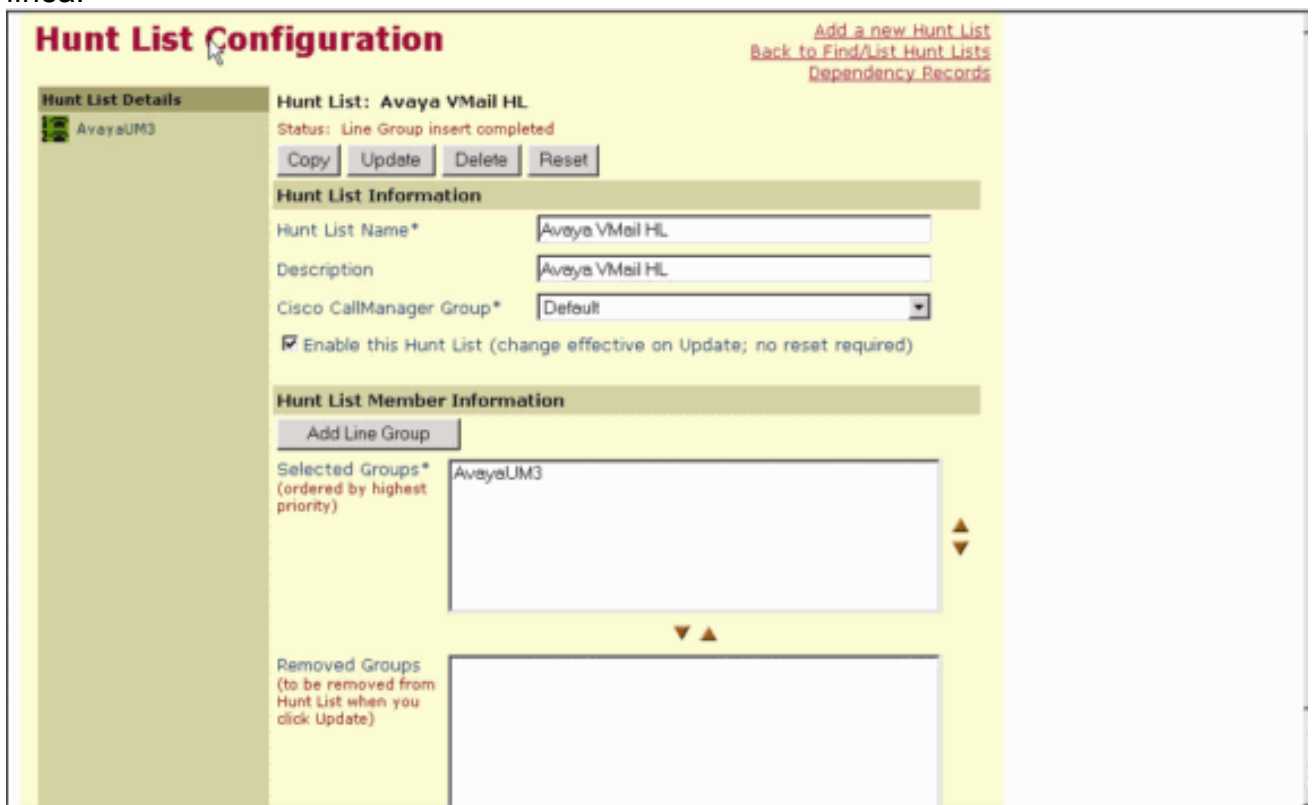 línea.
Hunt List Configuration
Add a new Hunt List
Back to Find/List Hunt Lists
Dependency Records
Hunt List Details
AvayaUM3
Hunt List: Avaya VMail HL
Status: Line Group insert completed
Copy Update Delete Reset
Hunt List Information
Hunt List Name* Avaya VMail HL
Description Avaya VMail HL
Cisco CallManager Group* Default
Enable this Hunt List (change effective on Update; no reset required)
Hunt List Member Information
Add Line Group
Selected Groups* AvayaUM3
(ordered by highest
priority)
Removed Groups
(to be removed from
Hunt List when you
click Update)